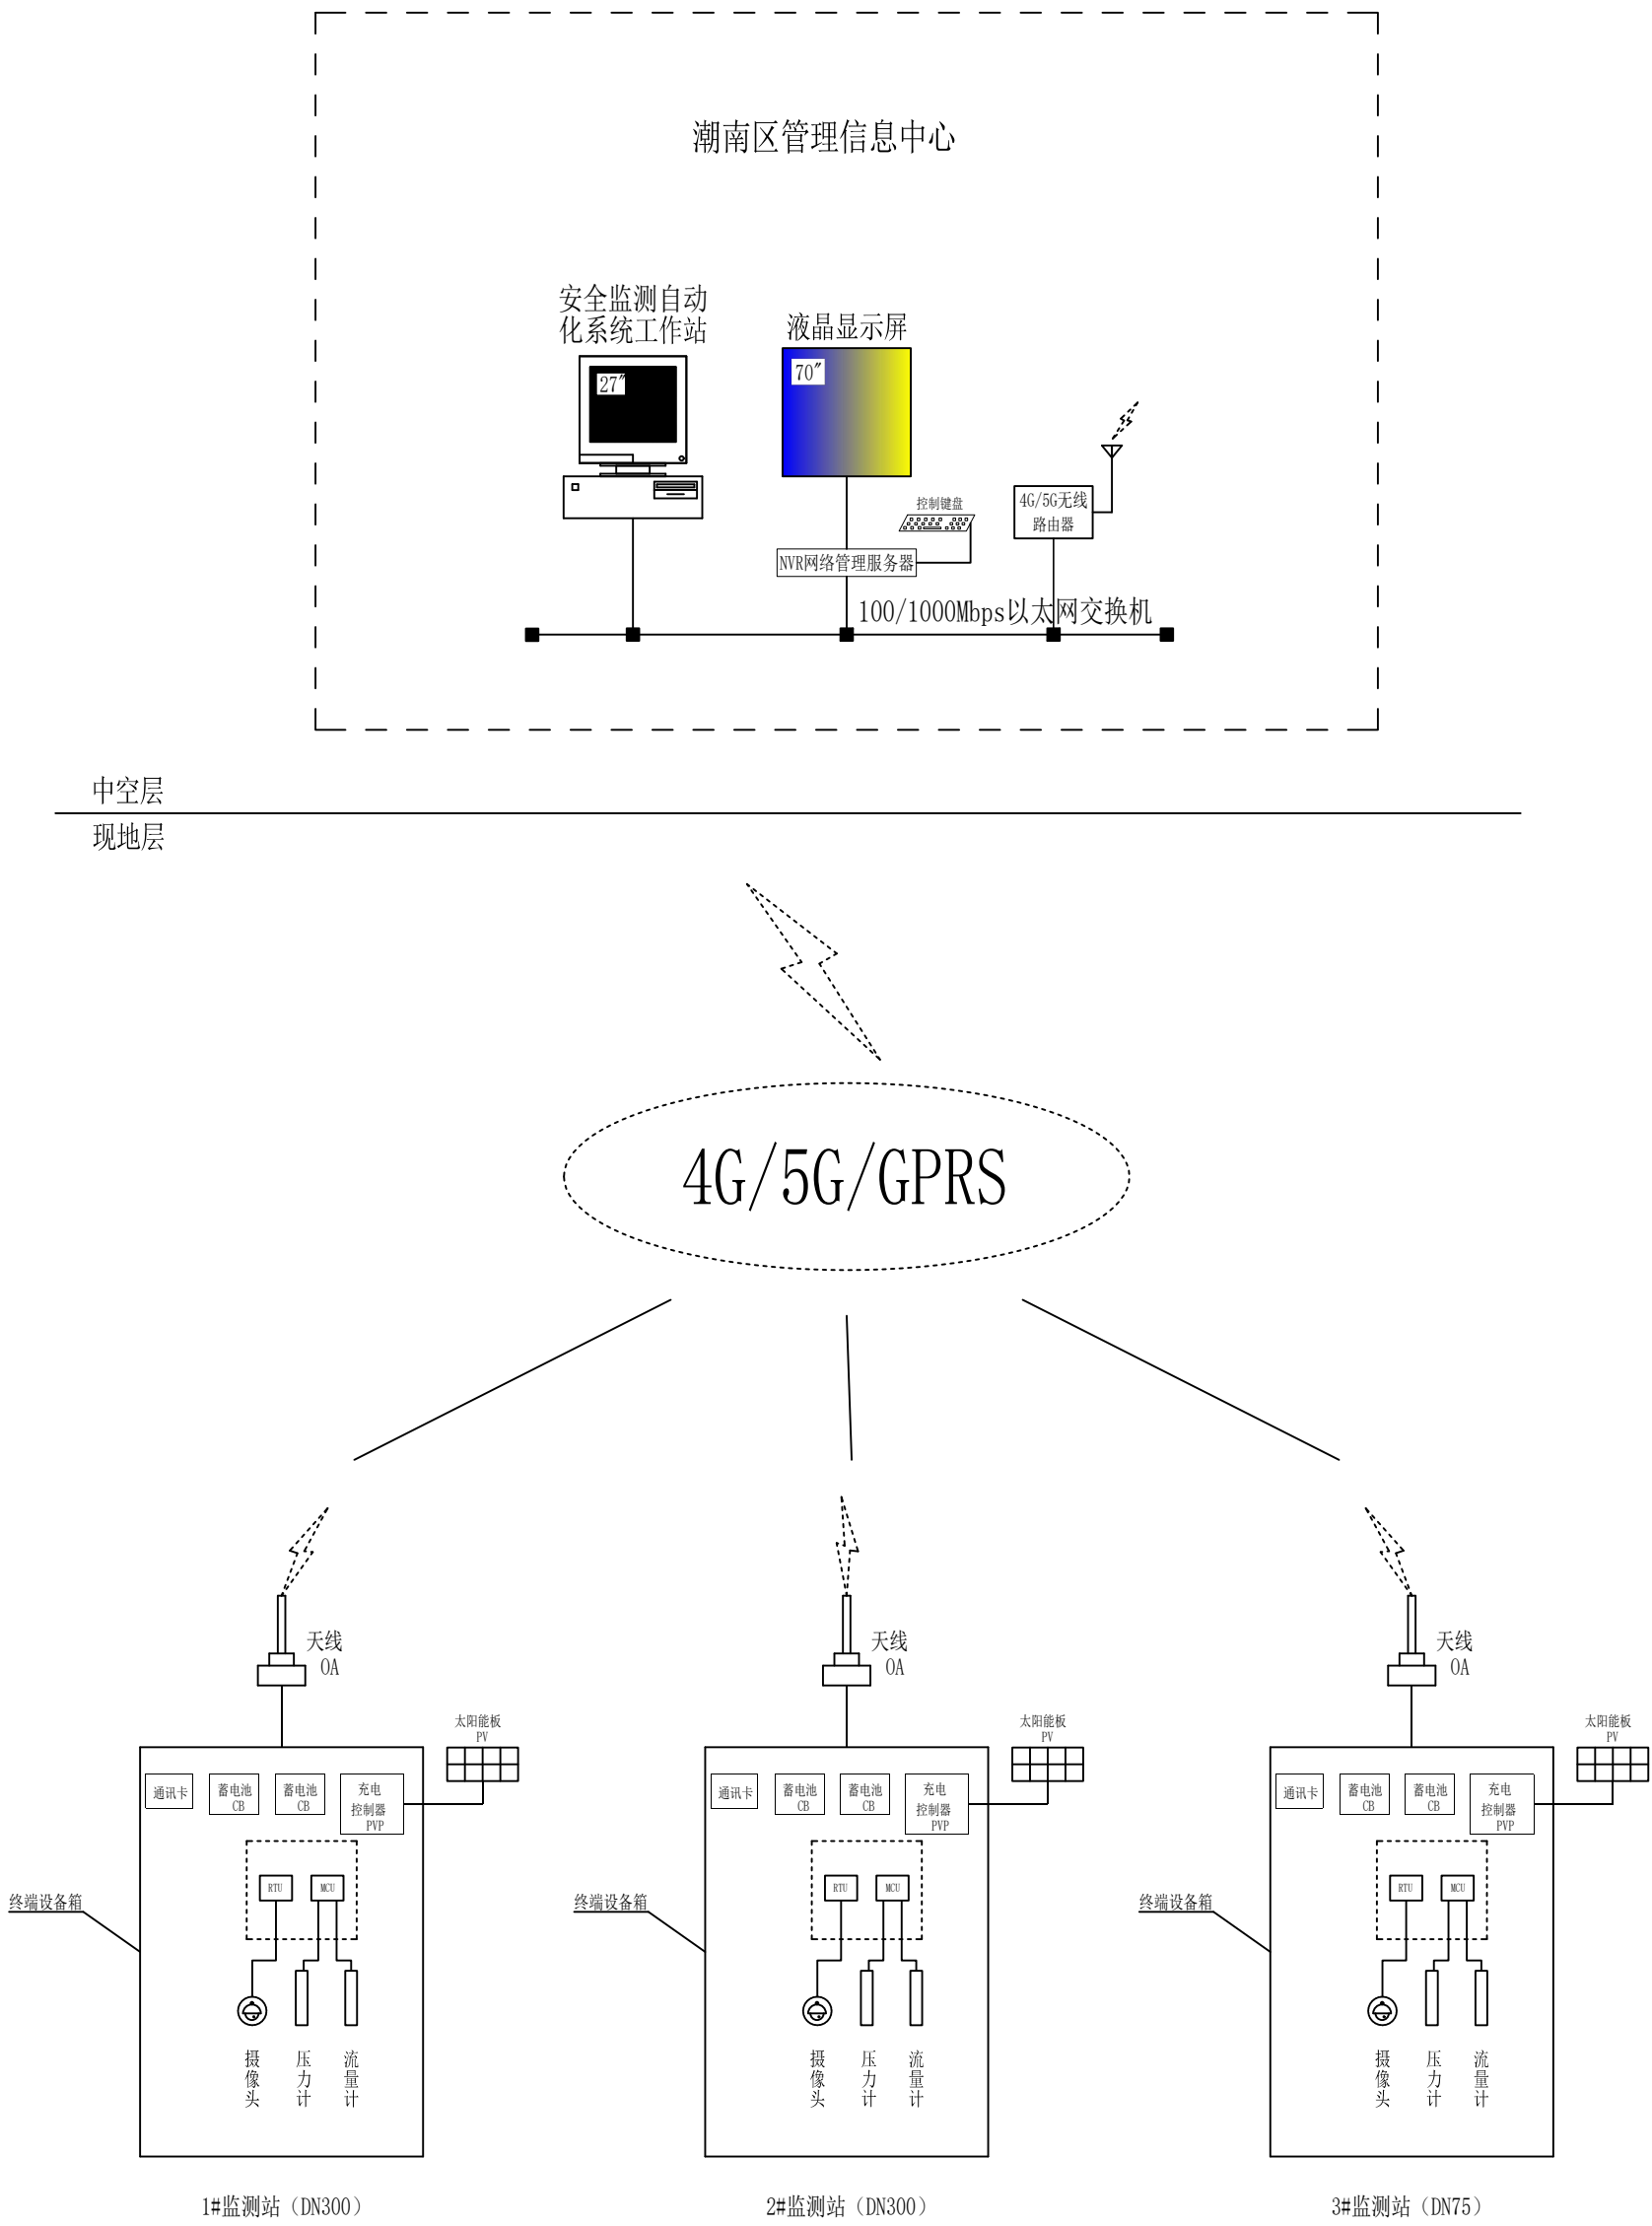 潮南区管理信息中心
安全监测自动
化系统工作站
27"
液晶显示屏
70"
控制键盘
4G/5G无线
路由器
NVR网络管理服务器
100/1000Mbps以太网交换机
中空层
现地层
4G/5G/GPRS
天线
OA
天线
OA
天线
OA
太阳能板
PV
太阳能板
PV
太阳能板
PV
通讯卡
蓄电池
CB
蓄电池
CB
充电
控制器
PVP
通讯卡
蓄电池
CB
蓄电池
CB
充电
控制器
PVP
通讯卡
蓄电池
CB
蓄电池
CB
充电
控制器
PVP
终端设备箱
RTU
MCU
终端设备箱
RTU
MCU
终端设备箱
RTU
MCU
摄像头
压力计
流量计
摄像头
压力计
流量计
摄像头
压力计
流量计
1#监测站（DN300）
2#监测站（DN300）
3#监测站（DN75）